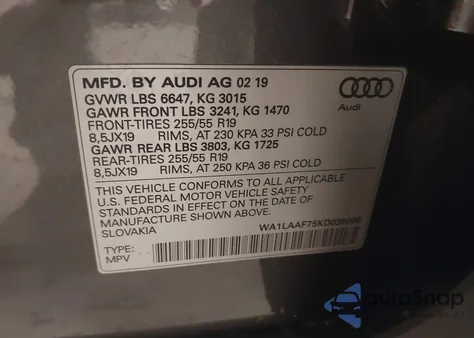 MFD. BY AUDI AG 02 19
GVWR LBS 6647, KG 3015
GAWR FRONT LBS 3241, KG 1470
FRONT-TIRES 255/55 R19
8,5JX19 RIMS, AT 230 KPA 33 PSI COLD
GAWR REAR LBS 3803, KG 1725
REAR-TIRES 255/55 R19
8,5JX19 RIMS, AT 250 KPA 36 PSI COLD
THIS VEHICLE CONFORMS TO ALL APPLICABLE
U.S. FEDERAL MOTOR VEHICLE SAFETY
STANDARDS IN EFFECT ON THE DATE OF
MANUFACTURE SHOWN ABOVE.
SLOVAKIA
TYPE:
MPV
Audi
autosnap